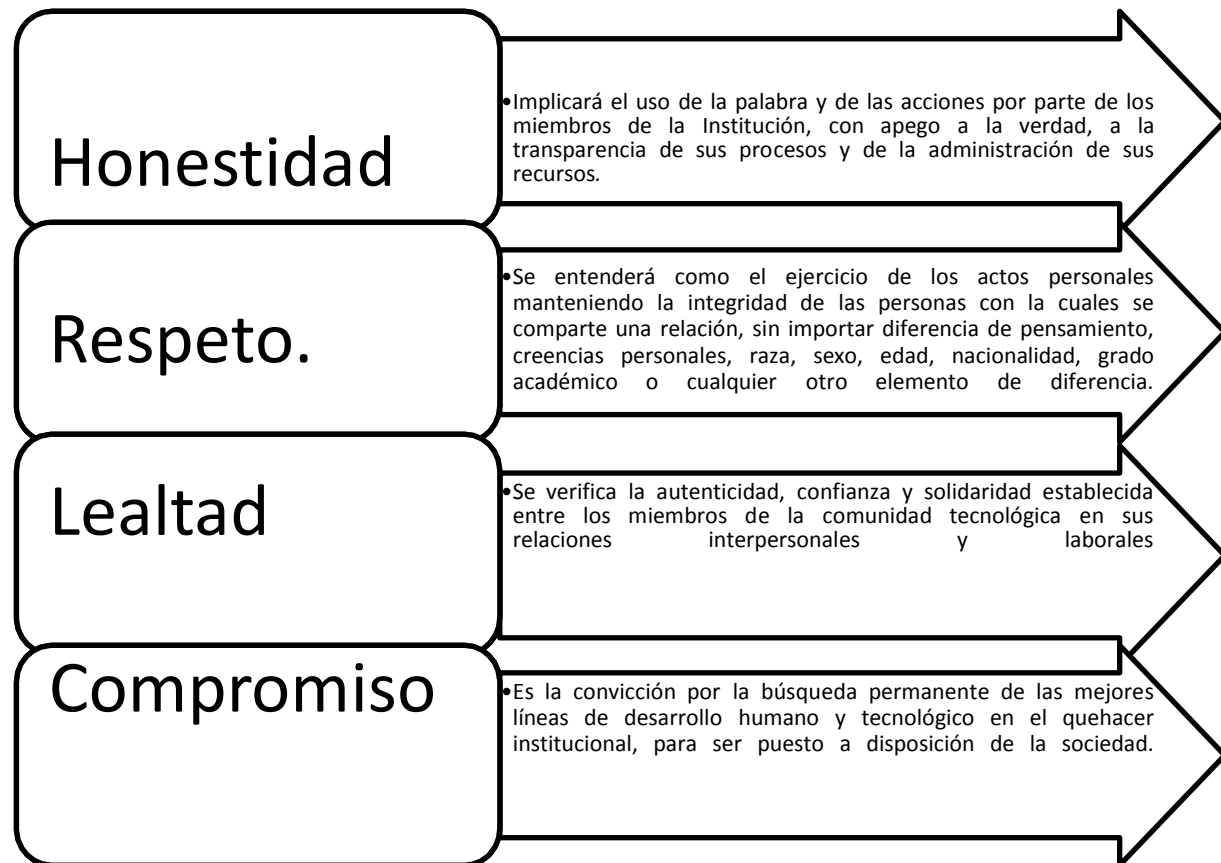 Honestidad
•Implicará el uso de la palabra y de las acciones por parte de los
miembros de la Institución, con apego a la verdad, a la
transparencia de sus procesos y de la administración de sus
recursos.
Respeto.
•Se entenderá como el ejercicio de los actos personales
manteniendo la integridad de las personas con la cuales se
comparte una relación, sin importar diferencia de pensamiento,
creencias personales, raza, sexo, edad, nacionalidad, grado
académico o cualquier otro elemento de diferencia.
Lealtad
•Se verifica la autenticidad, confianza y solidaridad establecida
entre los miembros de la comunidad tecnológica en sus
relaciones interpersonales y laborales
Compromiso
•Es la convicción por la búsqueda permanente de las mejores
líneas de desarrollo humano y tecnológico en el quehacer
institucional, para ser puesto a disposición de la sociedad.